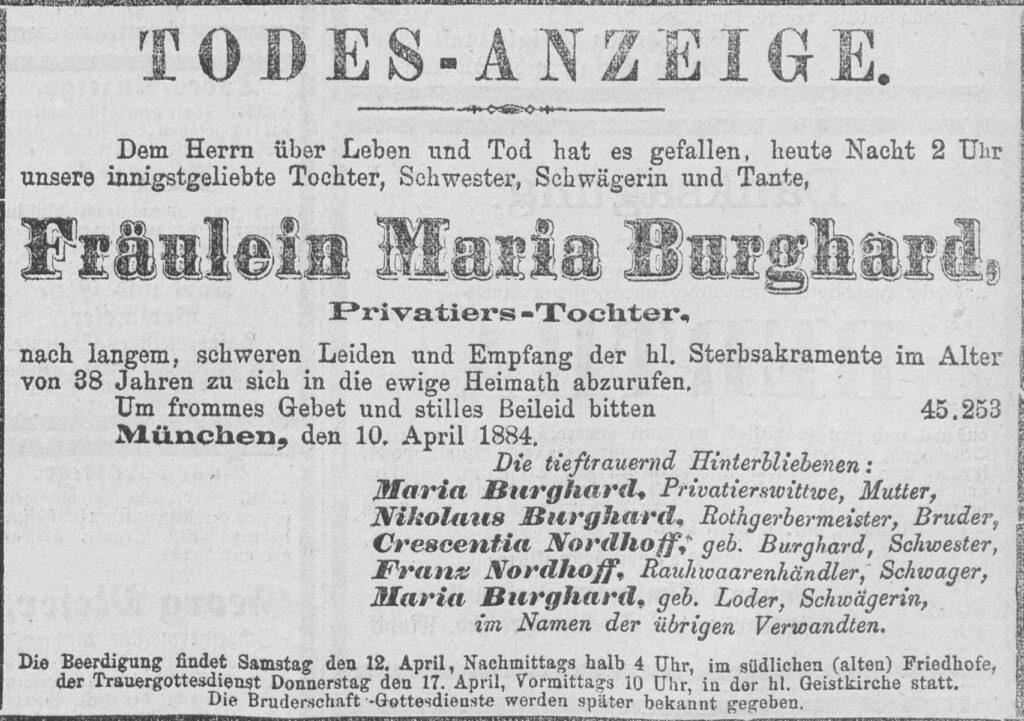 TODES-ANZEIGE.
Dem Herrn über Leben und Tod hat es gefallen, heute Nacht 2 Uhr
unsere innigstgeliebte Tochter, Schwester, Schwägerin und Tante,
Fräulein Maria Burghard,
Privatiers-Tochter,
nach langem, schweren Leiden und Empfang der hl. Sterbsakramente im Alter
von 38 Jahren zu sich in die ewige Heimath abzurufen.
Um frommes Gebet und stilles Beileid bitten 45.253
München, den 10. April 1884.
Die tieftrauernd Hinterbliebenen:
Maria Burghard, Privatierswittwe, Mutter,
Nikolaus Burghard, Rothgerbermeister, Bruder,
Crescentia Nordhoff, geb. Burghard, Schwester,
Franz Nordhoff, Rauhwaarenhändler, Schwager,
Maria Burghard, geb. Loder, Schwägerin,
im Namen der übrigen Verwandten.
Die Beerdigung findet Samstag den 12. April, Nachmittags halb 4 Uhr, im südlichen (alten) Friedhofe,
der Trauergottesdienst Donnerstag den 17. April, Vormittags 10 Uhr, in der hl. Geistkirche statt.
Die Bruderschaft-Gottesdienste werden später bekannt gegeben.